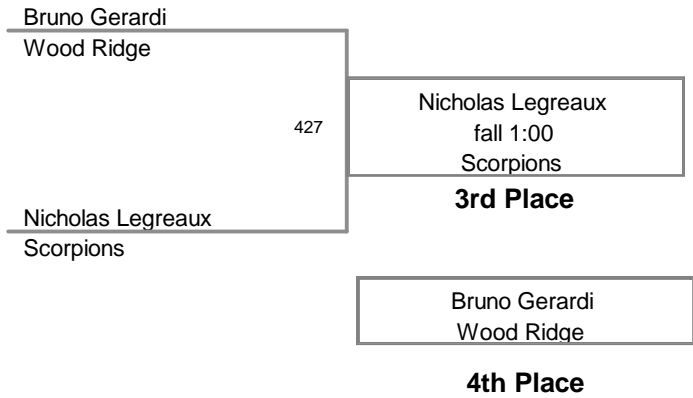 Bruno Gerardi
Wood Ridge
427
Nicholas Legreaux
fall 1:00
Scorpions
3rd Place
Nicholas Legreaux
Scorpions
Bruno Gerardi
Wood Ridge
4th Place